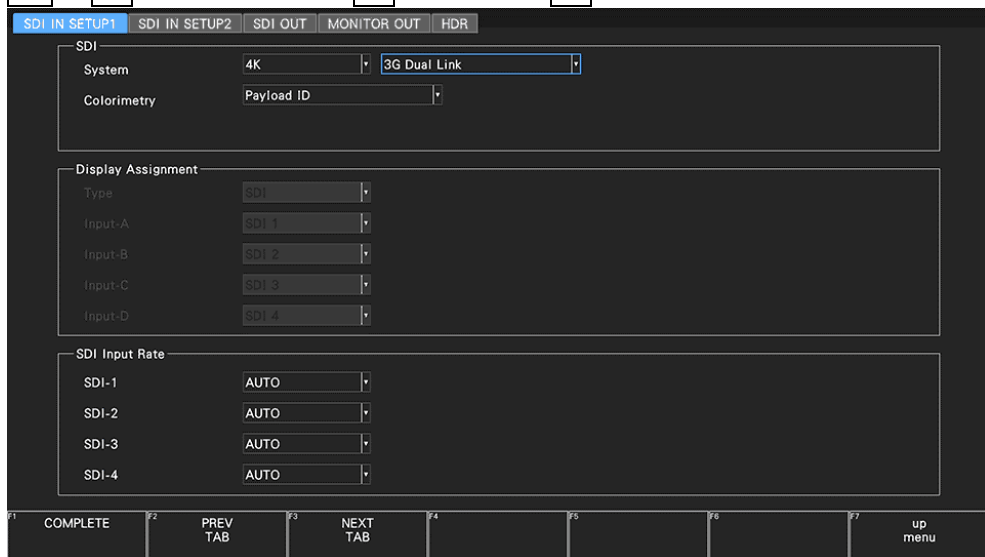 SDI IN SETUP1 SDI IN SETUP2 SDI OUT MONITOR OUT HDR
SDI
System 4K 3G Dual Link
Colorimetry Payload ID
Display Assignment
Type SDI
Input-A SDI 1
Input-B SDI 2
Input-C SDI 3
Input-D SDI 4
SDI Input Rate
SDI-1 AUTO
SDI-2 AUTO
SDI-3 AUTO
SDI-4 AUTO
F1 COMPLETE F2 PREV TAB F3 NEXT TAB F4 F5 F6 F7 up menu